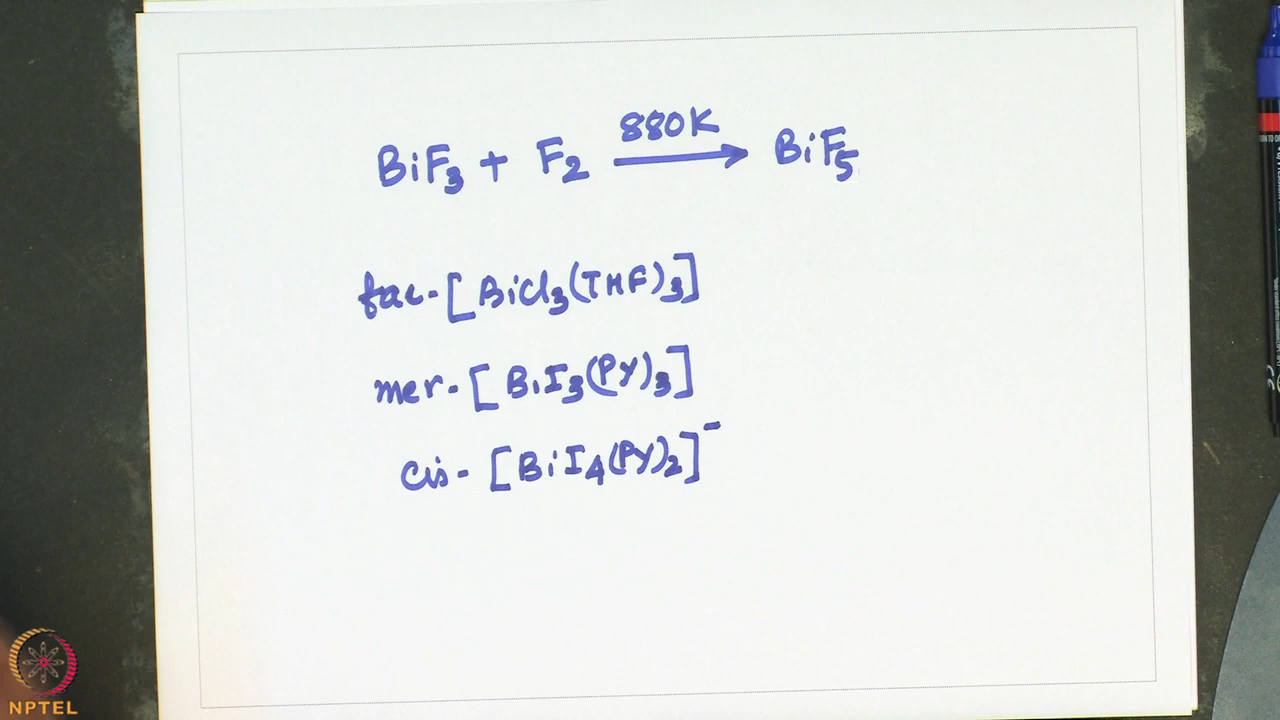 BiF₃ + F₂ 880K → BiF₅
fac-[BiCl₃(THF)₃]
mer-[BiI₃(PY)₃]
cis-[BiI₄(PY)₂]⁻
NPTEL